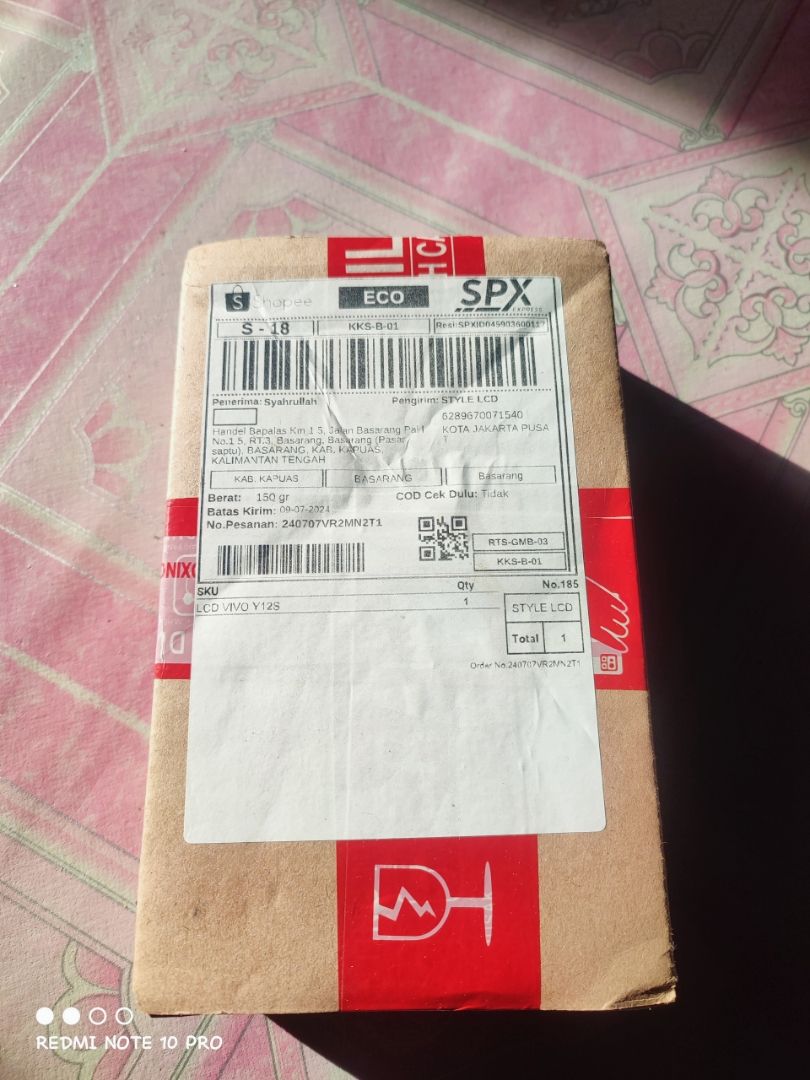 Shopee ECO SPX
EXPRESS
S - 18 KKS-B-01 Resi:SPXID045903600112
Penerima: Syahrullah Pengirim: STYLE LCD
6289670071540
KOTA JAKARTA PUSA
T
Handel Bapalas Km 1 5, Jalan Basarang
No.1 5, RT.3, Basarang, Basarang (Pasar
saptu), BASARANG, KAB. KAPUAS,
KALIMANTAN TENGAH
KAB. KAPUAS BASARANG Basarang
Berat: 150 gr COD Cek Dulu: Tidak
Batas Kirim: 09-07-2024
No.Pesanan: 240707VR2MN2T1
RTS-GMB-03
KKS-B-01
SKU Qty No.185
LCD VIVO Y12S 1 STYLE LCD
Total 1
Order No:240707VR2MN2T1
REDMI NOTE 10 PRO